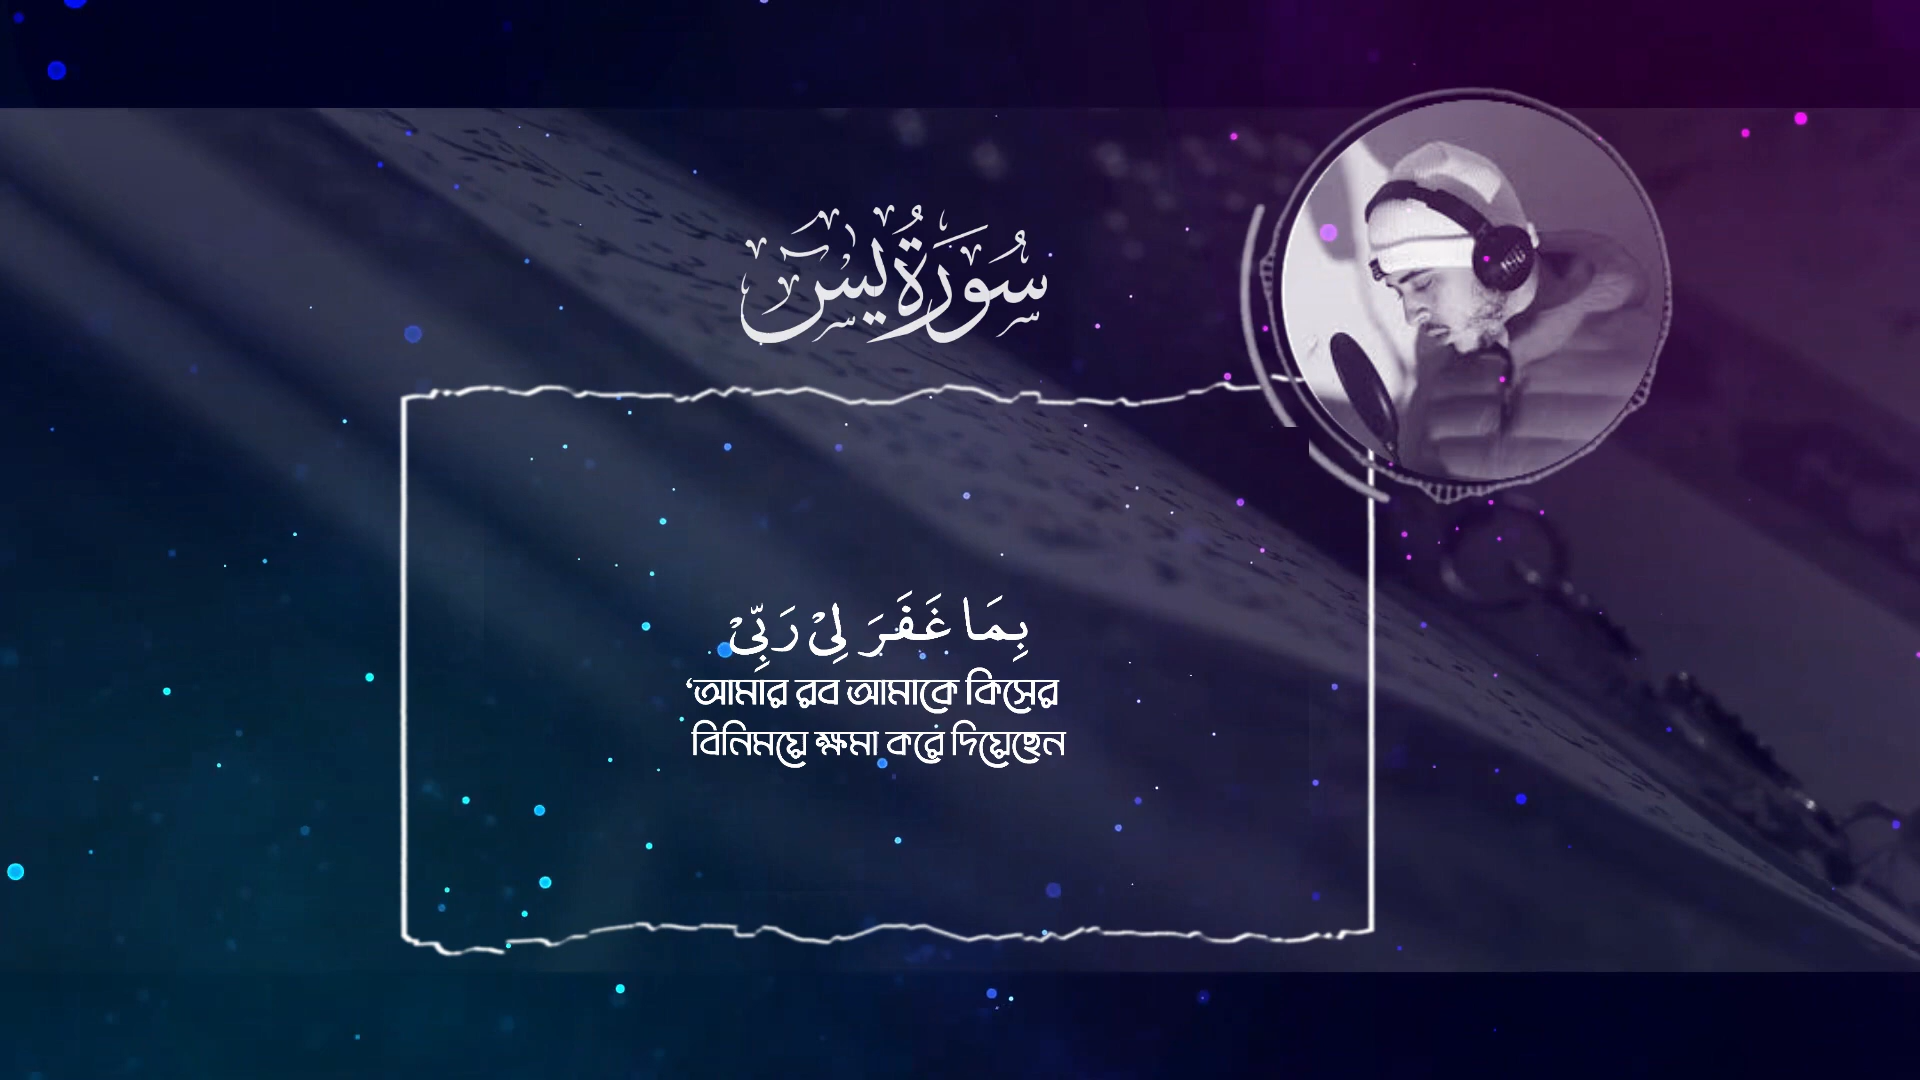 سُورَةُ يسٓ
بِمَا غَفَرَ لِىْ رَبِّىْ
‘আমার রব আমাকে কিসের
বিনিময়ে ক্ষমা করে দিয়েছেন